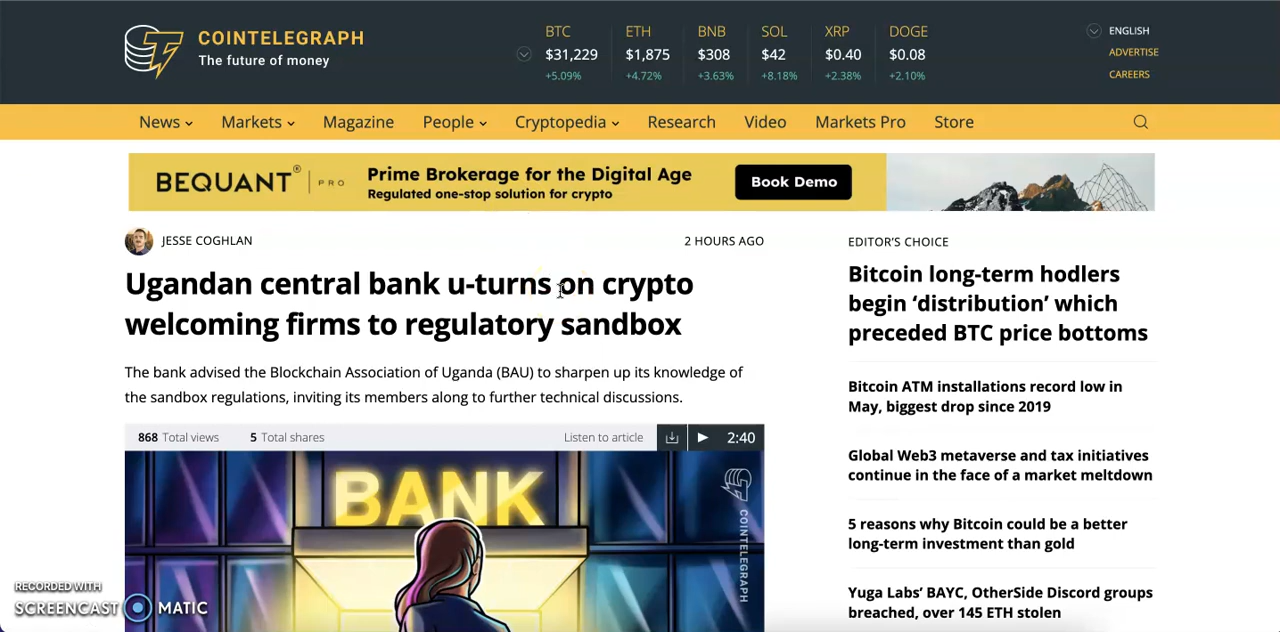 COINTELEGRAPH
The future of money
BTC ETH BNB SOL XRP DOGE
$31,229 $1,875 $308 $42 $0.40 $0.08
+5.09% +4.72% +3.63% +8.18% +2.38% +2.10%
ENGLISH
ADVERTISE
CAREERS
News Markets Magazine People Cryptopedia Research Video Markets Pro Store
BEQUANT® | PRO
Prime Brokerage for the Digital Age
Regulated one-stop solution for crypto
Book Demo
JESSE COGHLAN 2 HOURS AGO
Ugandan central bank u-turns on crypto
welcoming firms to regulatory sandbox
The bank advised the Blockchain Association of Uganda (BAU) to sharpen up its knowledge of
the sandbox regulations, inviting its members along to further technical discussions.
868 Total views 5 Total shares Listen to article 2:40
BANK
COINTELEGRAPH
EDITOR'S CHOICE
Bitcoin long-term hodlers
begin ‘distribution’ which
preceded BTC price bottoms
Bitcoin ATM installations record low in
May, biggest drop since 2019
Global Web3 metaverse and tax initiatives
continue in the face of a market meltdown
5 reasons why Bitcoin could be a better
long-term investment than gold
Yuga Labs’ BAYC, OtherSide Discord groups
breached, over 145 ETH stolen
RECORDED WITH
SCREENCAST MATIC